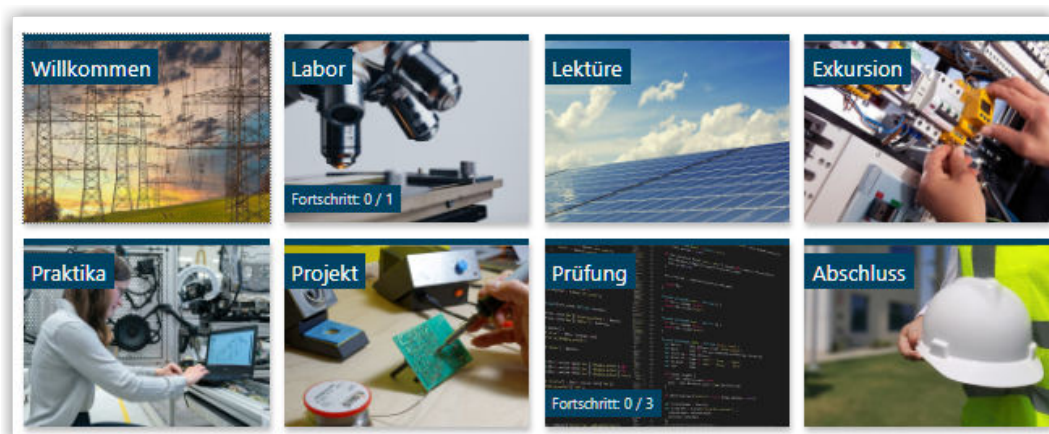 Willkommen
Labor
Lektüre
Exkursion
Fortschritt: 0 / 1
Praktika
Projekt
Prüfung
Abschluss
Fortschritt: 0 / 3